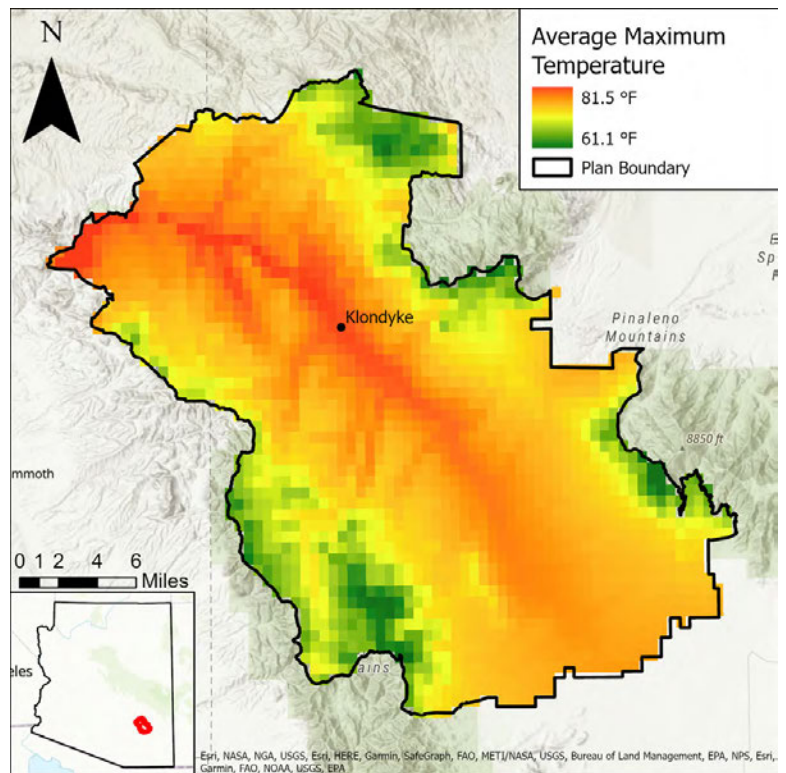 N
Average Maximum
Temperature
81.5 °F
61.1 °F
Plan Boundary
Klondyke
Pinaleno
Mountains
8850 ft
mmoth
0 1 2 4 6
Miles
eles
ains
Esri, NASA, NGA, USGS, Esri, HERE, Garmin, SafeGraph, FAO, METI/NASA, USGS, Bureau of Land Management, EPA, NPS, Esri,
Garmin, FAO, NOAA, USGS, EPA